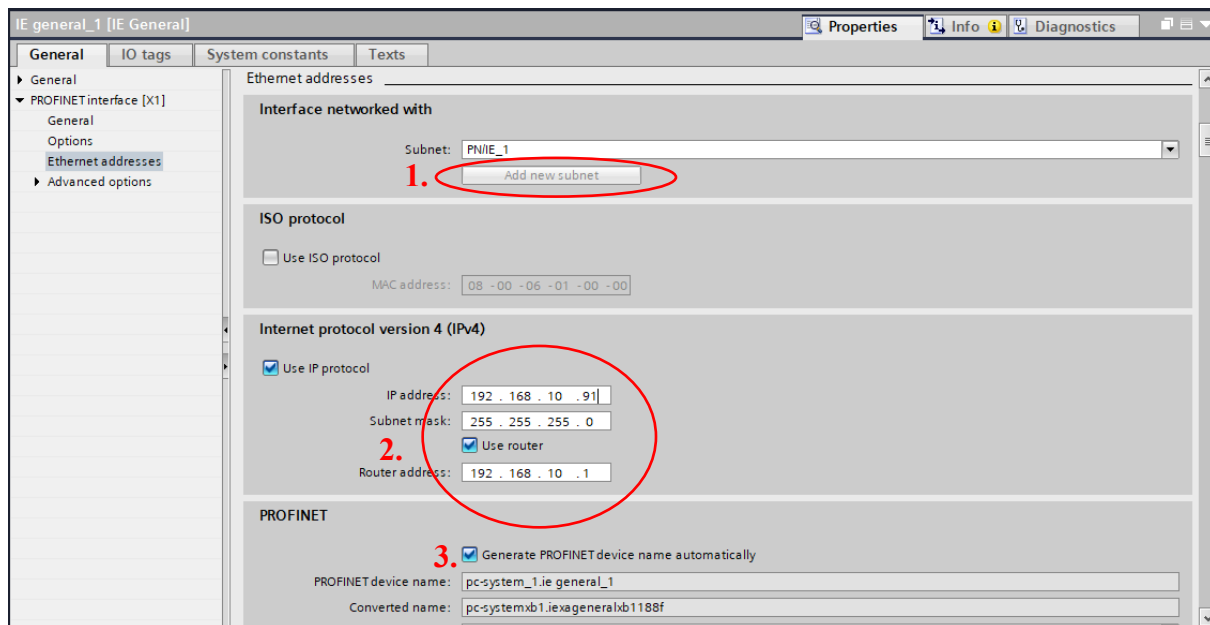 IE general_1 [IE General]
Properties
Info
Diagnostics
General
IO tags
System constants
Texts
General
PROFINET interface [X1]
General
Options
Ethernet addresses
Advanced options
Ethernet addresses
Interface networked with
Subnet: PN/IE_1
1. Add new subnet
ISO protocol
Use ISO protocol
MAC address: 08 -00 -06 -01 -00 -00
Internet protocol version 4 (IPv4)
Use IP protocol
IP address: 192 . 168 . 10 . 91
Subnet mask: 255 . 255 . 255 . 0
2. Use router
Router address: 192 . 168 . 10 . 1
PROFINET
3. Generate PROFINET device name automatically
PROFINET device name: pc-system_1.ie general_1
Converted name: pc-systemxb1.iexageneralxb1188f